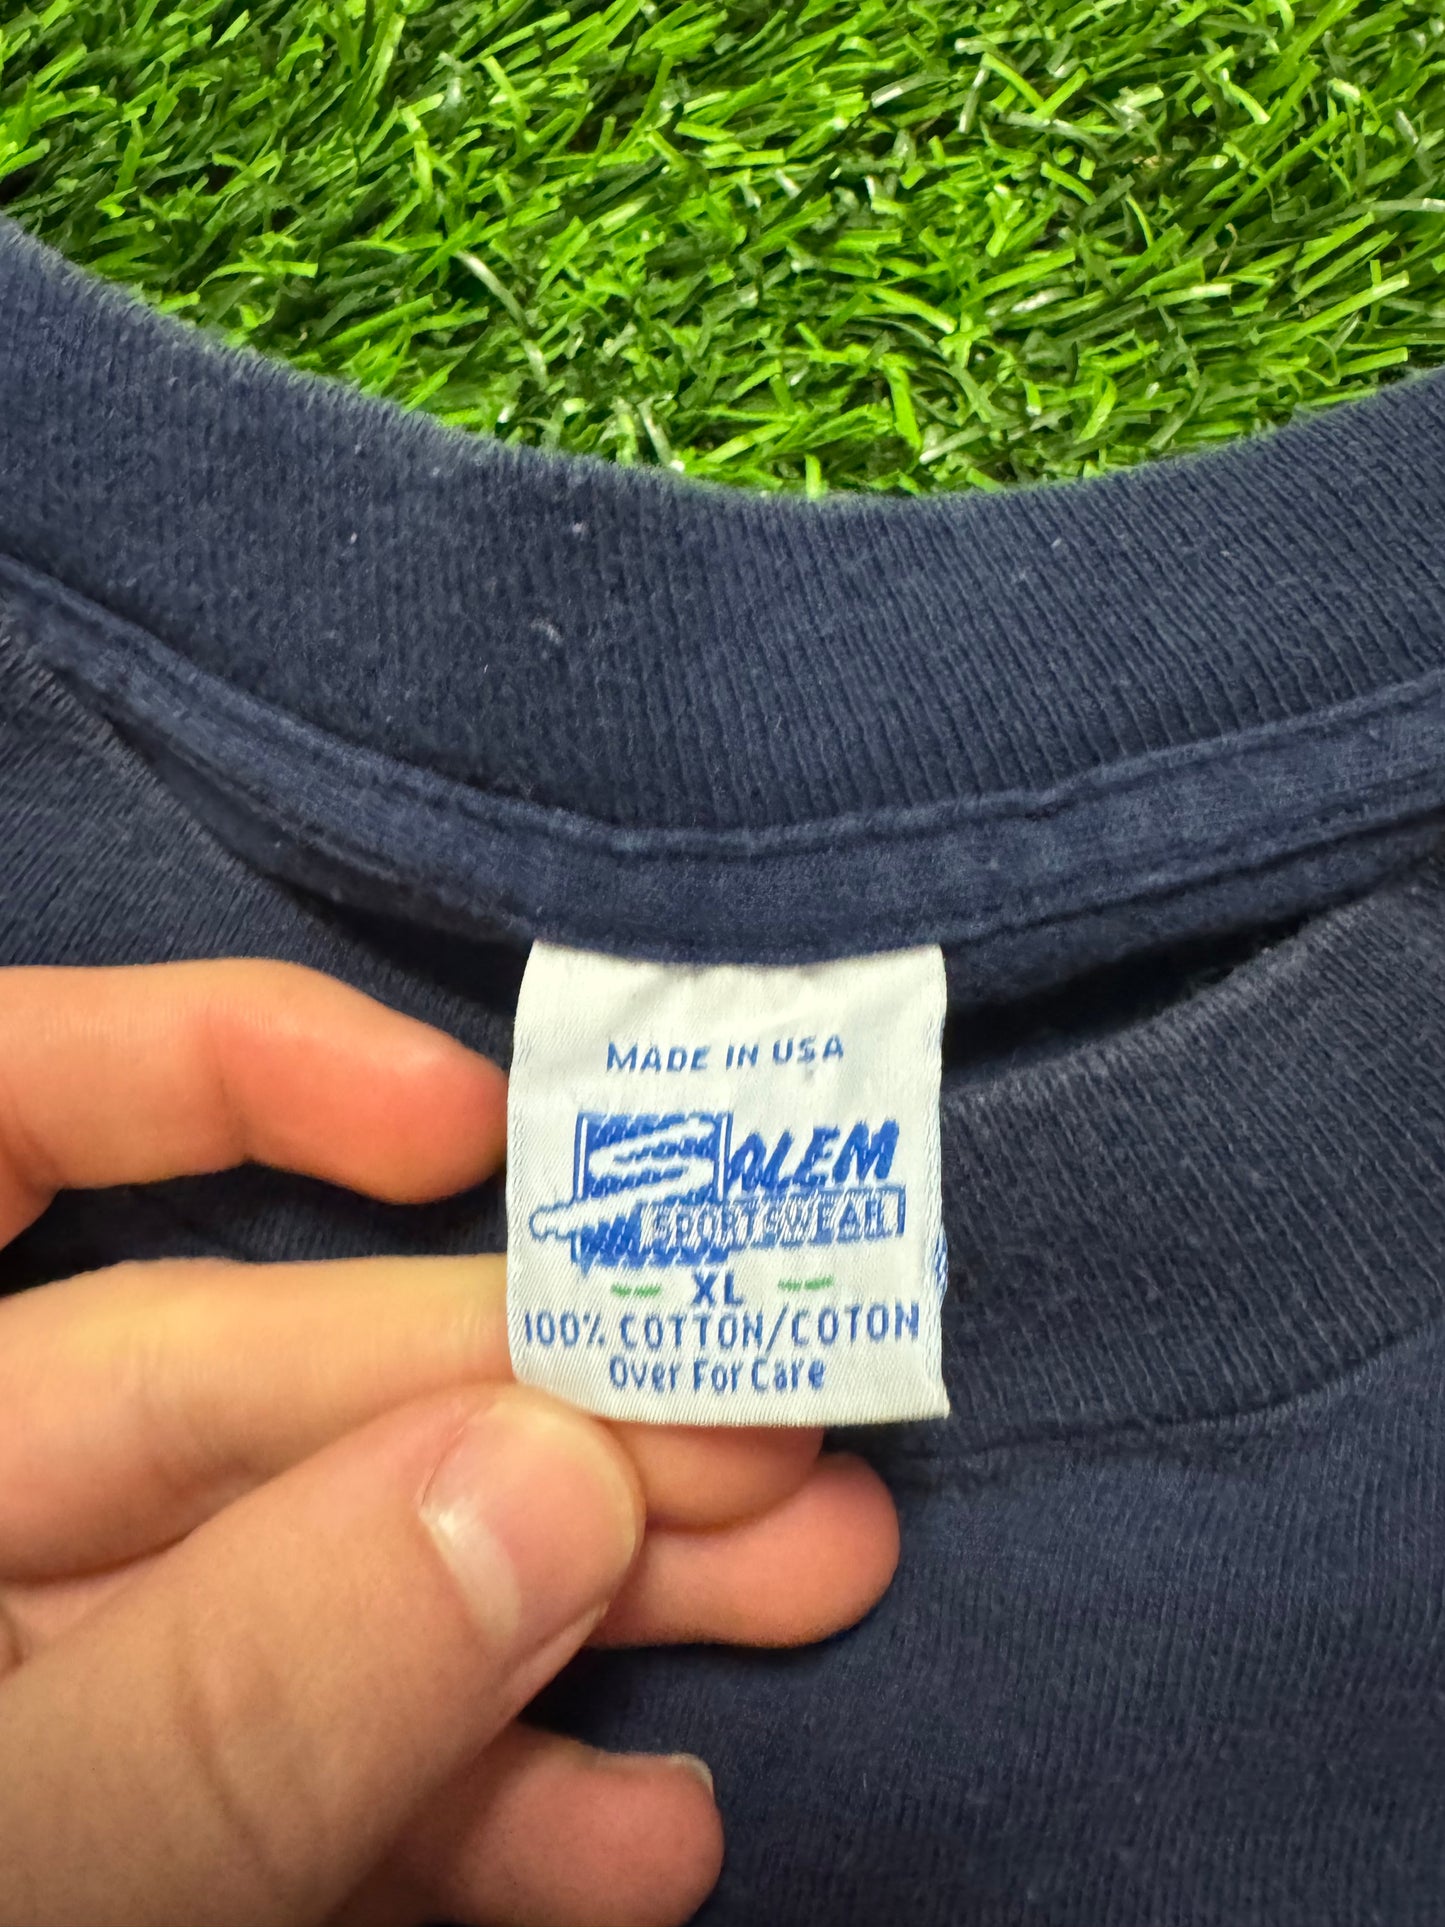 MADE IN USA
SALEM
SPORTSWEAR
XL
100% COTTON/COTON
Over For Care